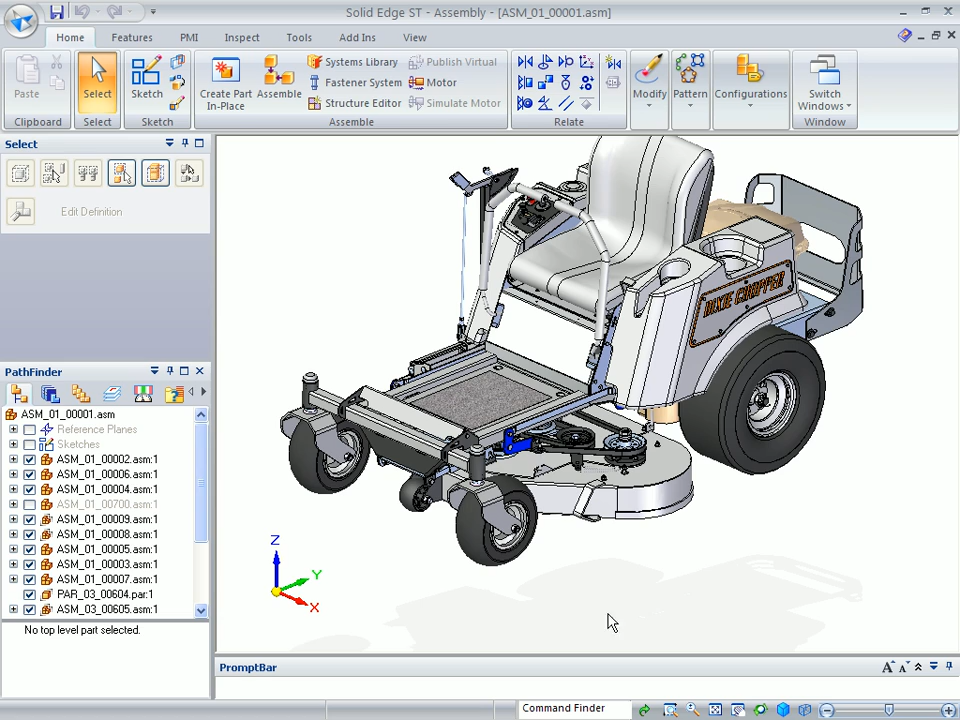 Solid Edge ST - Assembly - [ASM_01_00001.asm]
Home Features PMI Inspect Tools Add Ins View
Paste
Clipboard
Select
Select
Sketch
Sketch
Create Part In-Place
Assemble
Systems Library
Fastener System
Structure Editor
Publish Virtual
Motor
Simulate Motor
Assemble
Relate
Modify
Pattern
Configurations
Switch Windows
Window
Select
Edit Definition
DIXIE CHOPPER
PathFinder
ASM_01_00001.asm
Reference Planes
Sketches
ASM_01_00002.asm:1
ASM_01_00006.asm:1
ASM_01_00004.asm:1
ASM_01_00700.asm:1
ASM_01_00009.asm:1
ASM_01_00008.asm:1
ASM_01_00005.asm:1
ASM_01_00003.asm:1
ASM_01_00007.asm:1
PAR_03_00604.par:1
ASM_03_00605.asm:1
No top level part selected.
Z
Y
X
PromptBar
A A
Command Finder